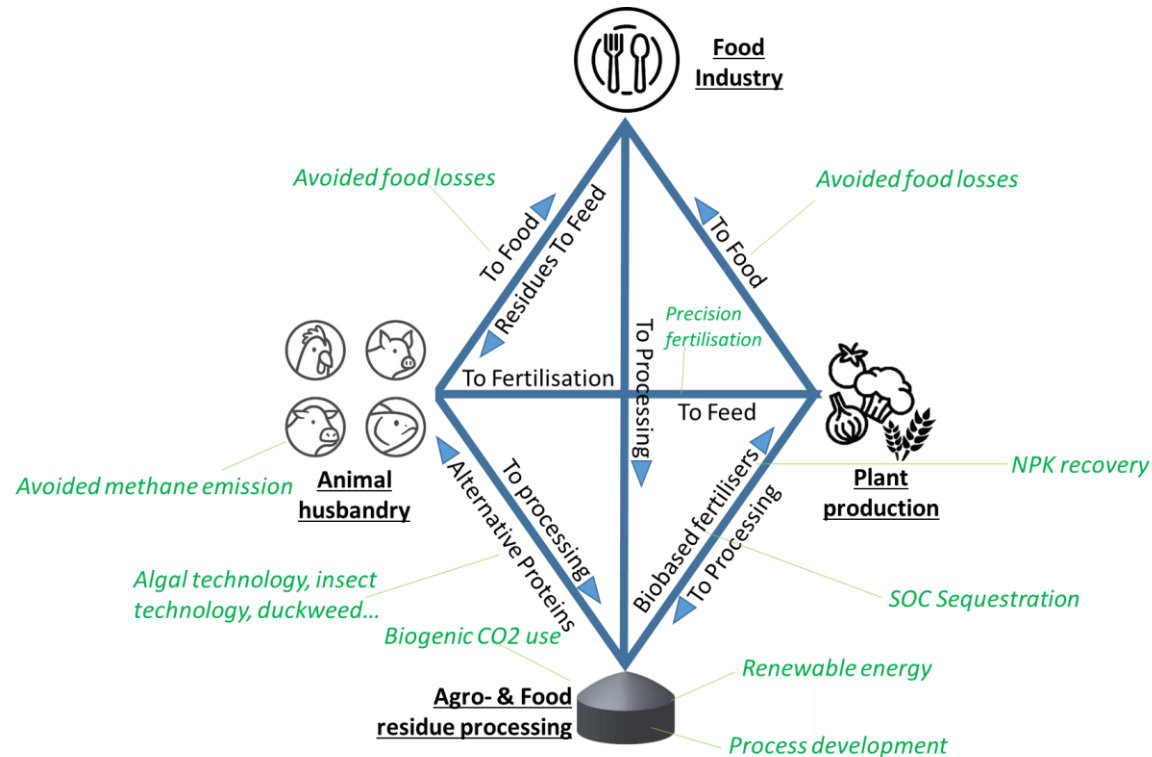 Food
Industry
Avoided food losses
Avoided food losses
To Food
Residues To Feed
To Food
Precision
fertilisation
To Processing
To Fertilisation
To Feed
Avoided methane emission
Animal
husbandry
Plant
production
NPK recovery
To processing
Alternative Proteins
Biobased fertilisers
To Processing
Algal technology, insect
technology, duckweed...
SOC Sequestration
Biogenic CO2 use
Renewable energy
Agro- & Food
residue processing
Process development